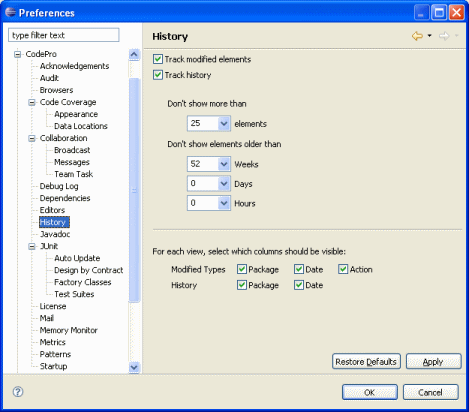 Preferences
type filter text
CodePro
Acknowledgements
Audit
Browsers
Code Coverage
Appearance
Data Locations
Collaboration
Broadcast
Messages
Team Task
Debug Log
Dependencies
Editors
History
Javadoc
JUnit
Auto Update
Design by Contract
Factory Classes
Test Suites
License
Mail
Memory Monitor
Metrics
Patterns
Startup
History
Track modified elements
Track history
Don't show more than
25 elements
Don't show elements older than
52 Weeks
0 Days
0 Hours
For each view, select which columns should be visible:
Modified Types Package Date Action
History Package Date
Restore Defaults Apply
? OK Cancel